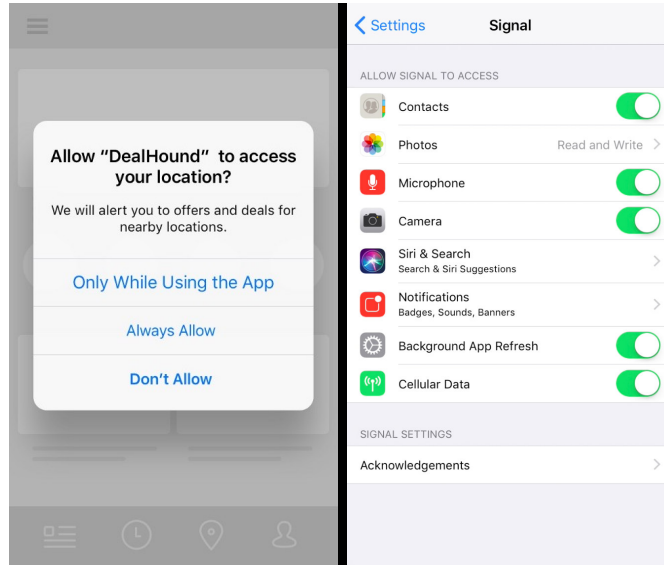 Allow "DealHound" to access
your location?
We will alert you to offers and deals for
nearby locations.
Only While Using the App
Always Allow
Don't Allow
Settings
Signal
ALLOW SIGNAL TO ACCESS
Contacts
Photos
Read and Write
Microphone
Camera
Siri & Search
Search & Siri Suggestions
Notifications
Badges, Sounds, Banners
Background App Refresh
Cellular Data
SIGNAL SETTINGS
Acknowledgements